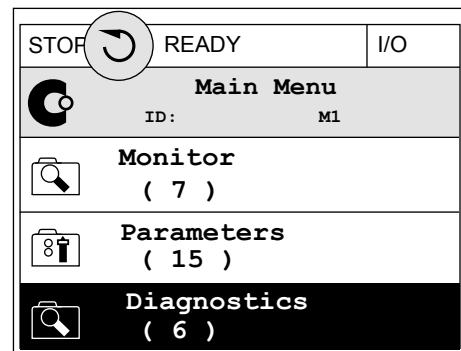 STOP READY I/O
Main Menu
ID: M1
Monitor
( 7 )
Parameters
( 15 )
Diagnostics
( 6 )